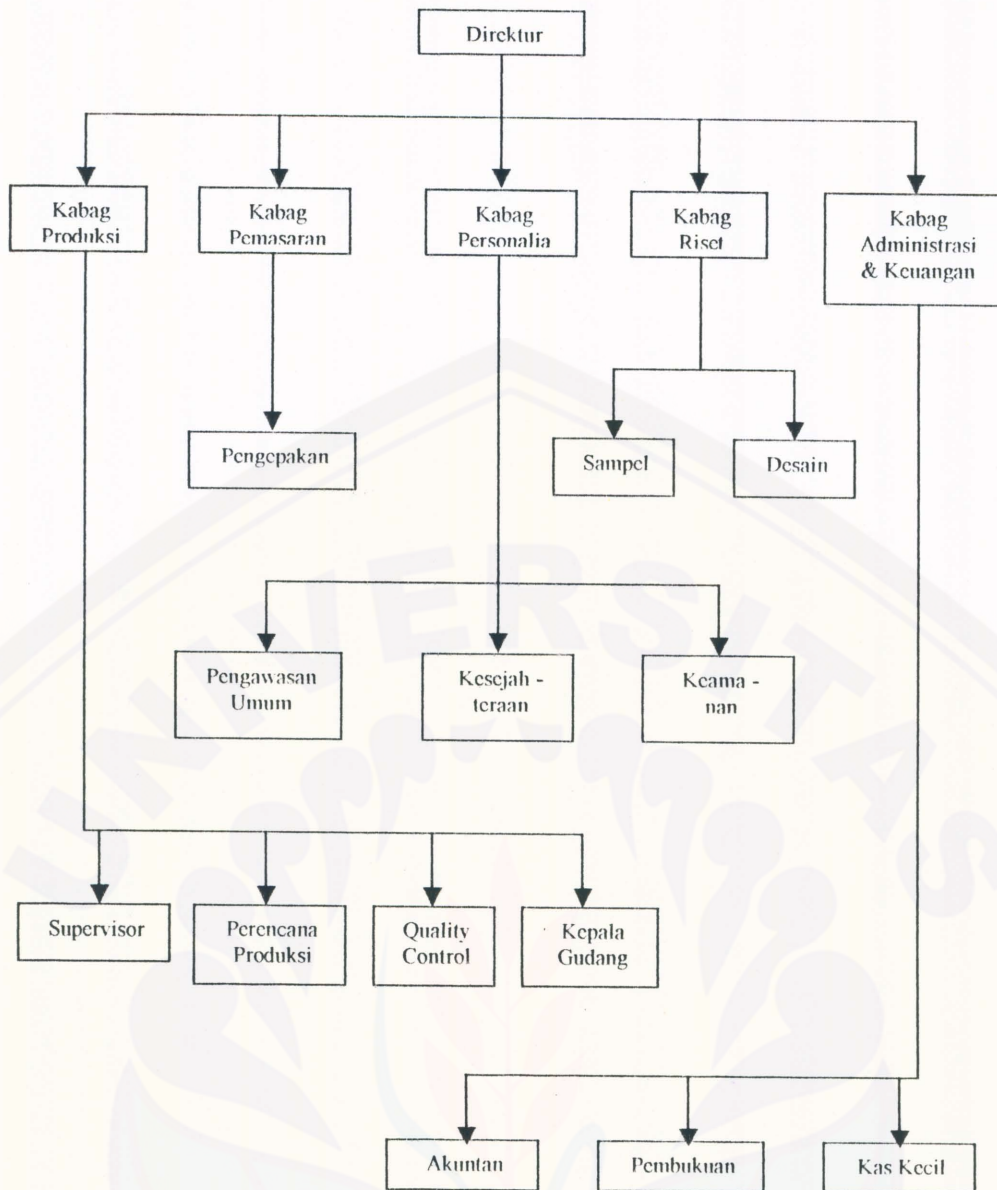 Direktur
Kabag
Produksi
Kabag
Pemasaran
Kabag
Personalia
Kabag
Riset
Kabag
Administrasi
& Keuangan
Pengepakan
Sampel
Desain
Pengawasan
Umum
Kesejah -
teraan
Keama -
nan
Supervisor
Perencana
Produksi
Quality
Control
Kepala
Gudang
Akuntan
Pembukuan
Kas Kecil
UNIVERSITAS